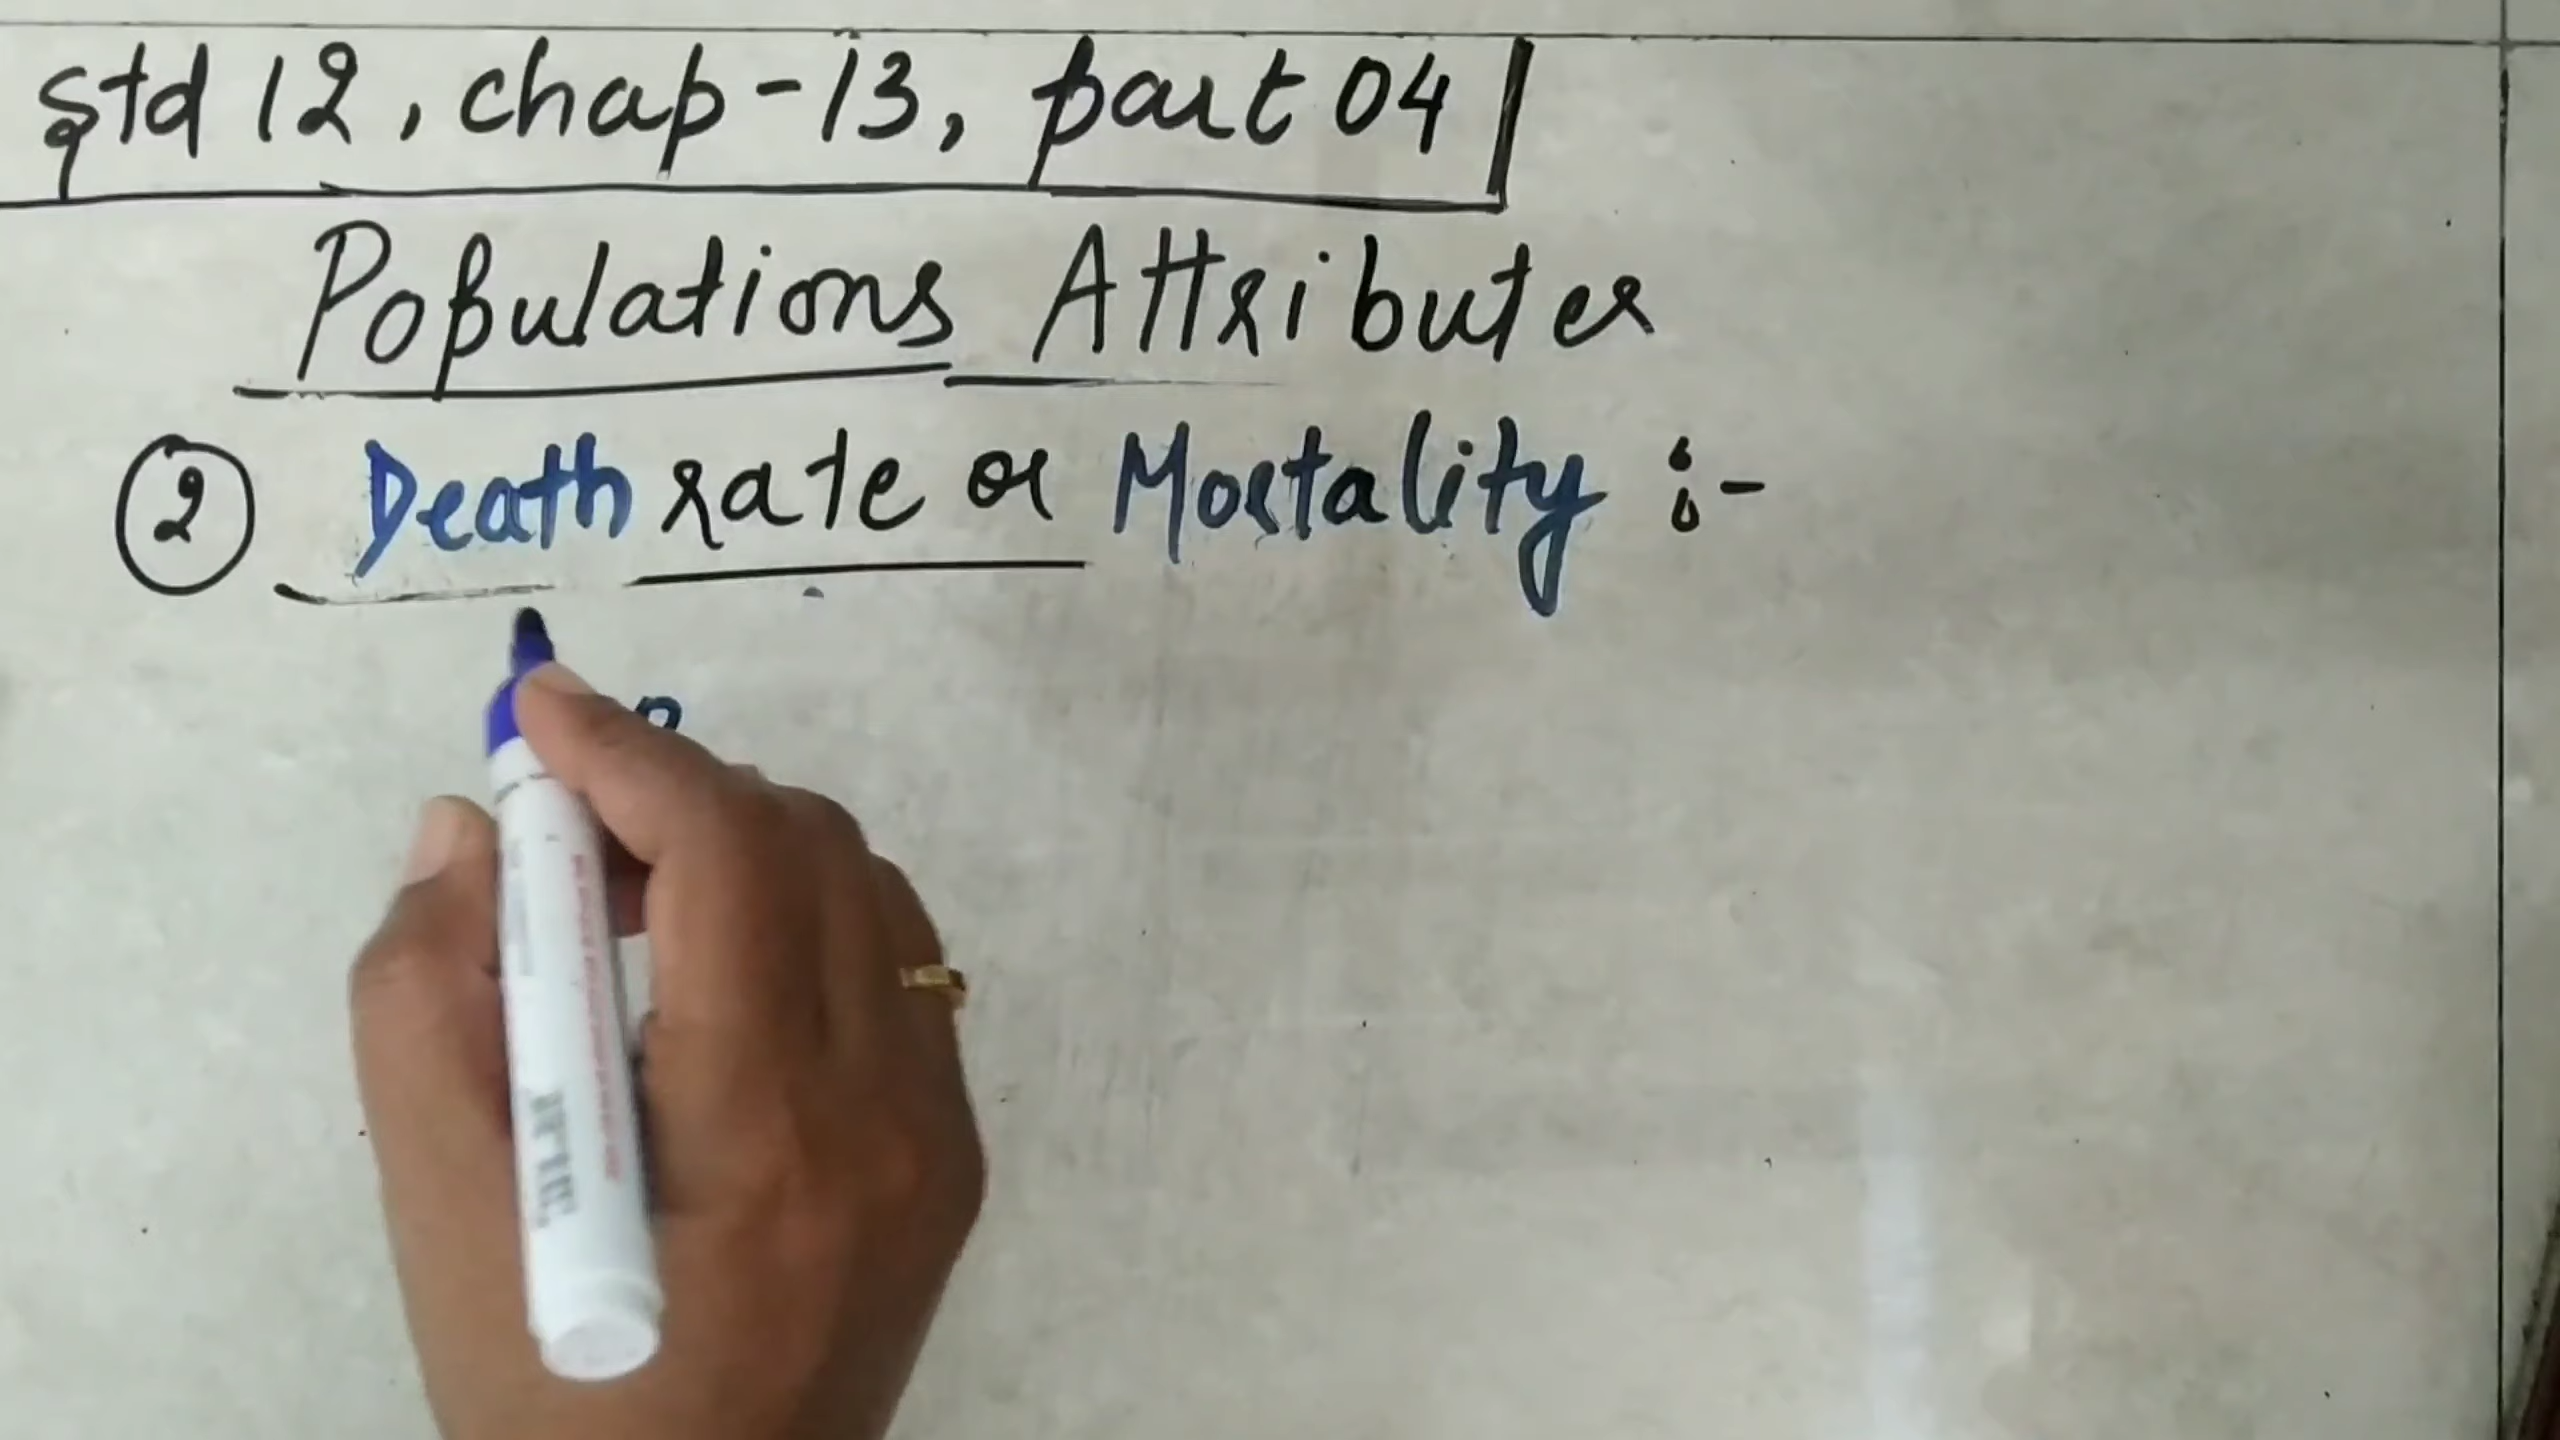 std 12, chap-13, part 04
Populations Attributes
2 Death rate or Mortality :-